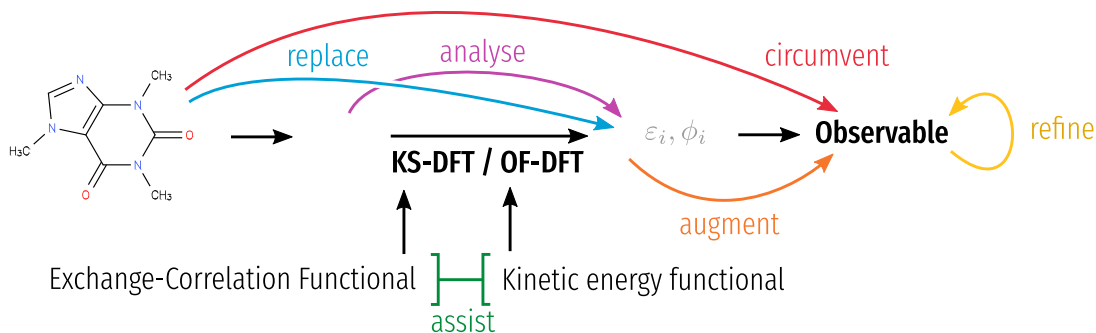 replace
analyse
circumvent
N
CH₃
N
N
H₃C
O
N
O
CH₃
εᵢ, ϕᵢ
Observable
refine
KS-DFT / OF-DFT
augment
Exchange-Correlation Functional
Kinetic energy functional
assist